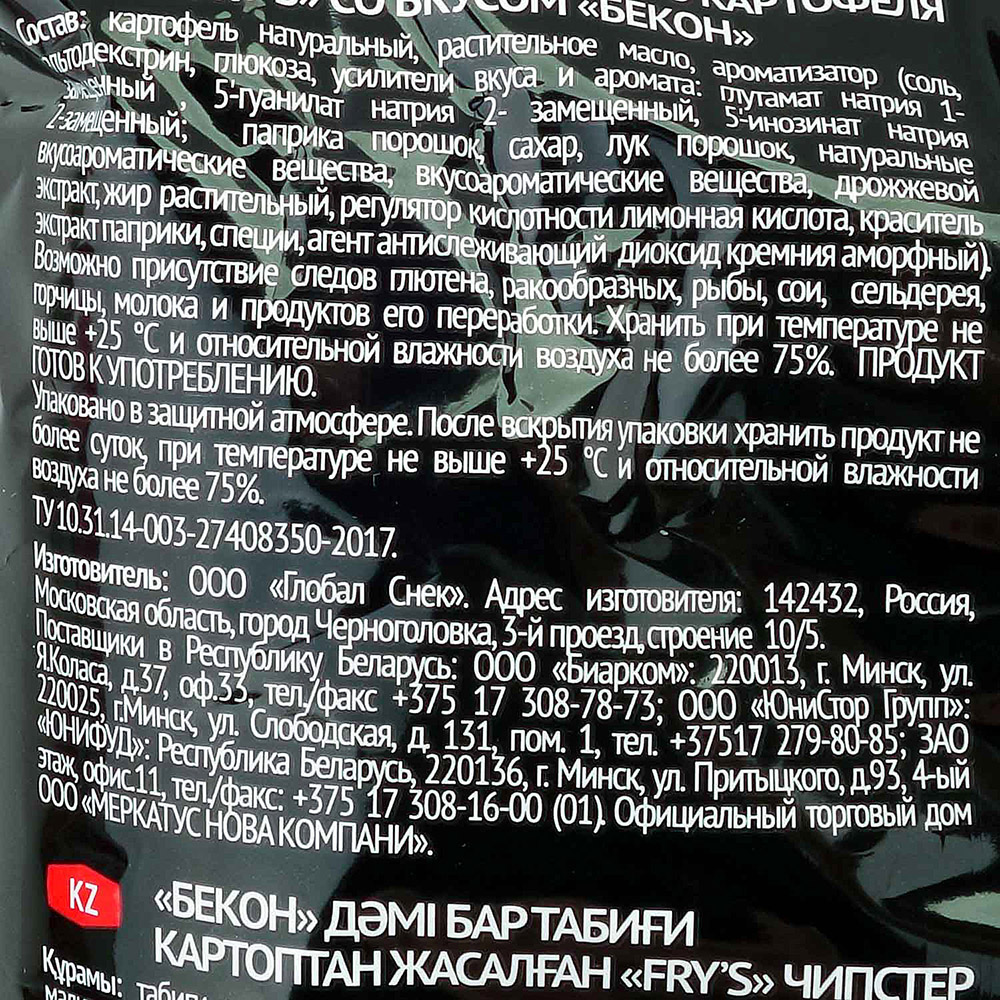 СО ВКУСОМ «БЕКОН» КАРТОФЕЛЯ
Состав: картофель натуральный, растительное масло, ароматизатор (соль,
мальтодекстрин, глюкоза, усилители вкуса и аромата: глутамат натрия 1-
замещенный , 5'-гуанилат натрия 2- замещенный, 5'-инозинат натрия
2-замещенный; паприка порошок, сахар, лук порошок, натуральные
вкусоароматические вещества, вкусоароматические вещества, дрожжевой
экстракт, жир растительный, регулятор кислотности лимонная кислота, краситель
экстракт паприки, специи, агент антислеживающий диоксид кремния аморфный).
Возможно присутствие следов глютена, ракообразных, рыбы, сои, сельдерея,
горчицы, молока и продуктов его переработки. Хранить при температуре не
выше +25 °С и относительной влажности воздуха не более 75%. ПРОДУКТ
ГОТОВ К УПОТРЕБЛЕНИЮ.
Упаковано в защитной атмосфере. После вскрытия упаковки хранить продукт не
более суток, при температуре не выше +25 °С и относительной влажности
воздуха не более 75%.
ТУ 10.31.14-003-27408350-2017.
Изготовитель: ООО «Глобал Снек». Адрес изготовителя: 142432, Россия,
Московская область, город Черноголовка, 3-й проезд, строение 10/5.
Поставщики в Республику Беларусь: ООО «Биарком»: 220013, г. Минск, ул.
Я.Коласа, д.37, оф.33, тел./факс +375 17 308-78-73; ООО «ЮниСтор Групп»:
220025, г.Минск, ул. Слободская, д. 131, пом. 1, тел. +37517 279-80-85; ЗАО
«ЮНИФУД»: Республика Беларусь, 220136, г. Минск, ул. Притыцкого, д.93, 4-ый
этаж, офис11, тел./факс: +375 17 308-16-00 (01). Официальный торговый дом
ООО «МЕРКАТУС НОВА КОМПАНИ».
KZ
«БЕКОН» ДӘМІ БАР ТАБИҒИ
КАРТОПТАН ЖАСАЛҒАН «FRY'S» ЧИПСТЕР
Құрамы: